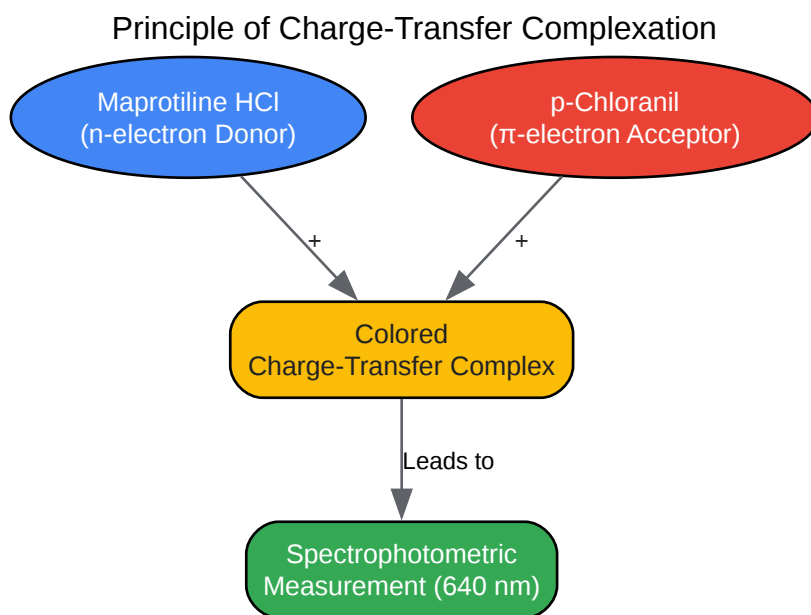 Principle of Charge-Transfer Complexation
Maprotiline HCl
(n-electron Donor)
p-Chloranil
(π-electron Acceptor)
+
+
Colored
Charge-Transfer Complex
Leads to
Spectrophotometric
Measurement (640 nm)